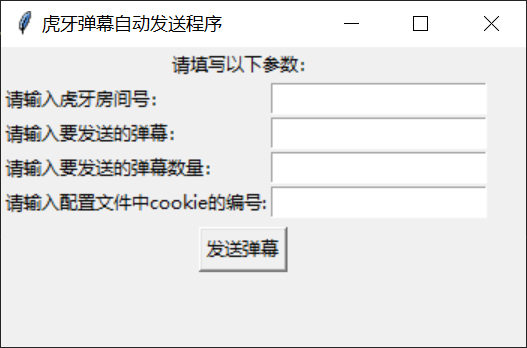 虎牙弹幕自动发送程序
请填写以下参数：
请输入虎牙房间号：
请输入要发送的弹幕：
请输入要发送的弹幕数量：
请输入配置文件中cookie的编号:
发送弹幕